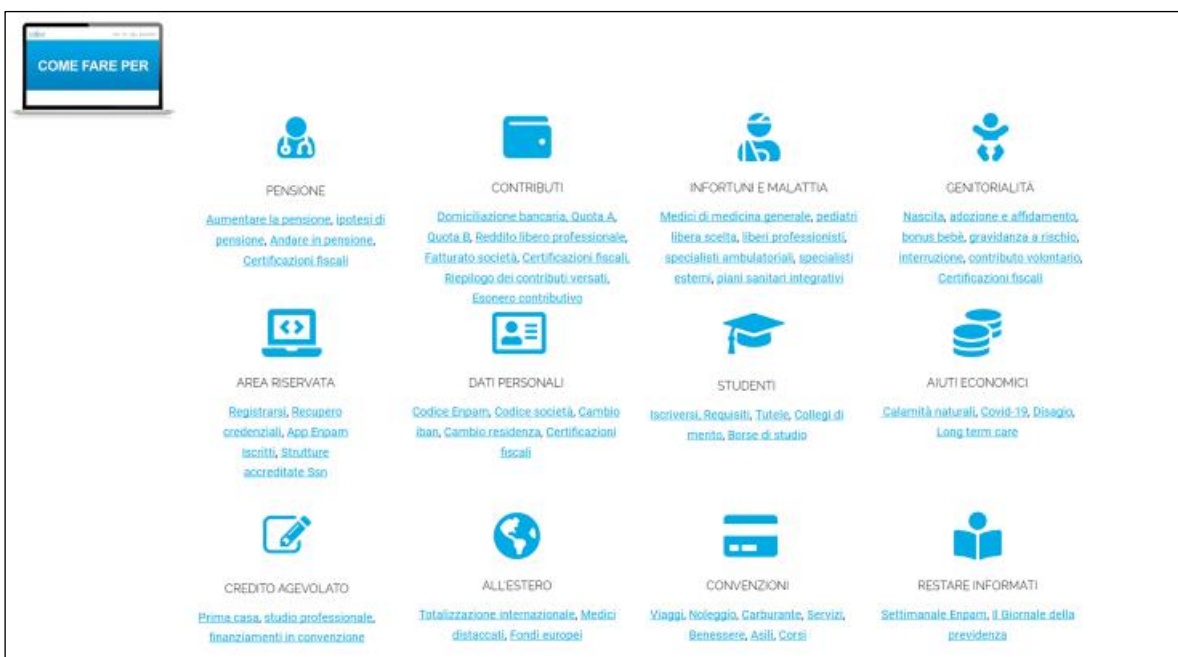 COME FARE PER
PENSIONE
Aumentare la pensione, ipotesi di
pensione, Andare in pensione,
Certificazioni fiscali
CONTRIBUTI
Domiciliazione bancaria, Quota A,
Quota B, Reddito libero professionale,
Fatturato società, Certificazioni fiscali,
Riepilogo dei contributi versati,
Esonero contributivo
INFORTUNI E MALATTIA
Medici di medicina generale, pediatri
libera scelta, liberi professionisti,
specialisti ambulatoriali, specialisti
esterni, piani sanitari integrativi
GENITORIALITÀ
Nascita, adozione e affidamento,
bonus bebè, gravidanza a rischio,
interruzione, contributo volontario,
Certificazioni fiscali
AREA RISERVATA
Registrarsi, Recupero
credenziali, App Enpam
Iscritti, Strutture
accreditate Ssn
DATI PERSONALI
Codice Enpam, Codice società, Cambio
iban, Cambio residenza, Certificazioni
fiscali
STUDENTI
Iscriversi, Requisiti, Tutele, Collegi di
merito, Borse di studio
AIUTI ECONOMICI
Calamità naturali, Covid-19, Disagio,
Long term care
CREDITO AGEVOLATO
Prima casa, studio professionale,
finanziamenti in convenzione
ALL'ESTERO
Totalizzazione internazionale, Medici
distaccati, Fondi europei
CONVENZIONI
Viaggi, Noleggio, Carburante, Servizi,
Benessere, Asili, Corsi
RESTARE INFORMATI
Settimanale Enpam, Il Giornale della
previdenza